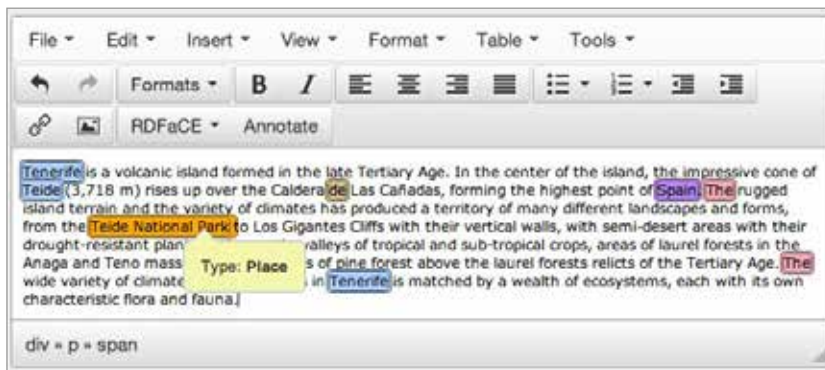 File Edit Insert View Format Table Tools
Formats B I
RDFaCE Annotate
Tenerife is a volcanic island formed in the late Tertiary Age. In the center of the island, the impressive cone of
Teide (3,718 m) rises up over the Caldera de Las Cañadas, forming the highest point of Spain. The rugged
island terrain and the variety of climates has produced a territory of many different landscapes and forms,
from the Teide National Park to Los Gigantes Cliffs with their vertical walls, with semi-desert areas with their
drought-resistant valleys of tropical and sub-tropical crops, areas of laurel forests in the
Anaga and Teno of pine forest above the laurel forests relicts of the Tertiary Age. The
Type: Place
wide variety of in Tenerife is matched by a wealth of ecosystems, each with its own
characteristic flora and fauna.
div » p » span